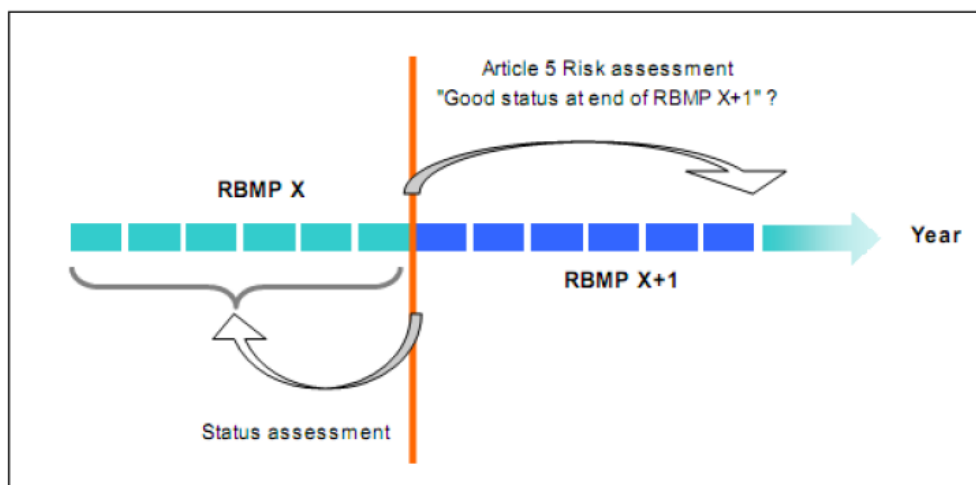 Article 5 Risk assessment
"Good status at end of RBMP X+1" ?
RBMP X
Year
RBMP X+1
Status assessment